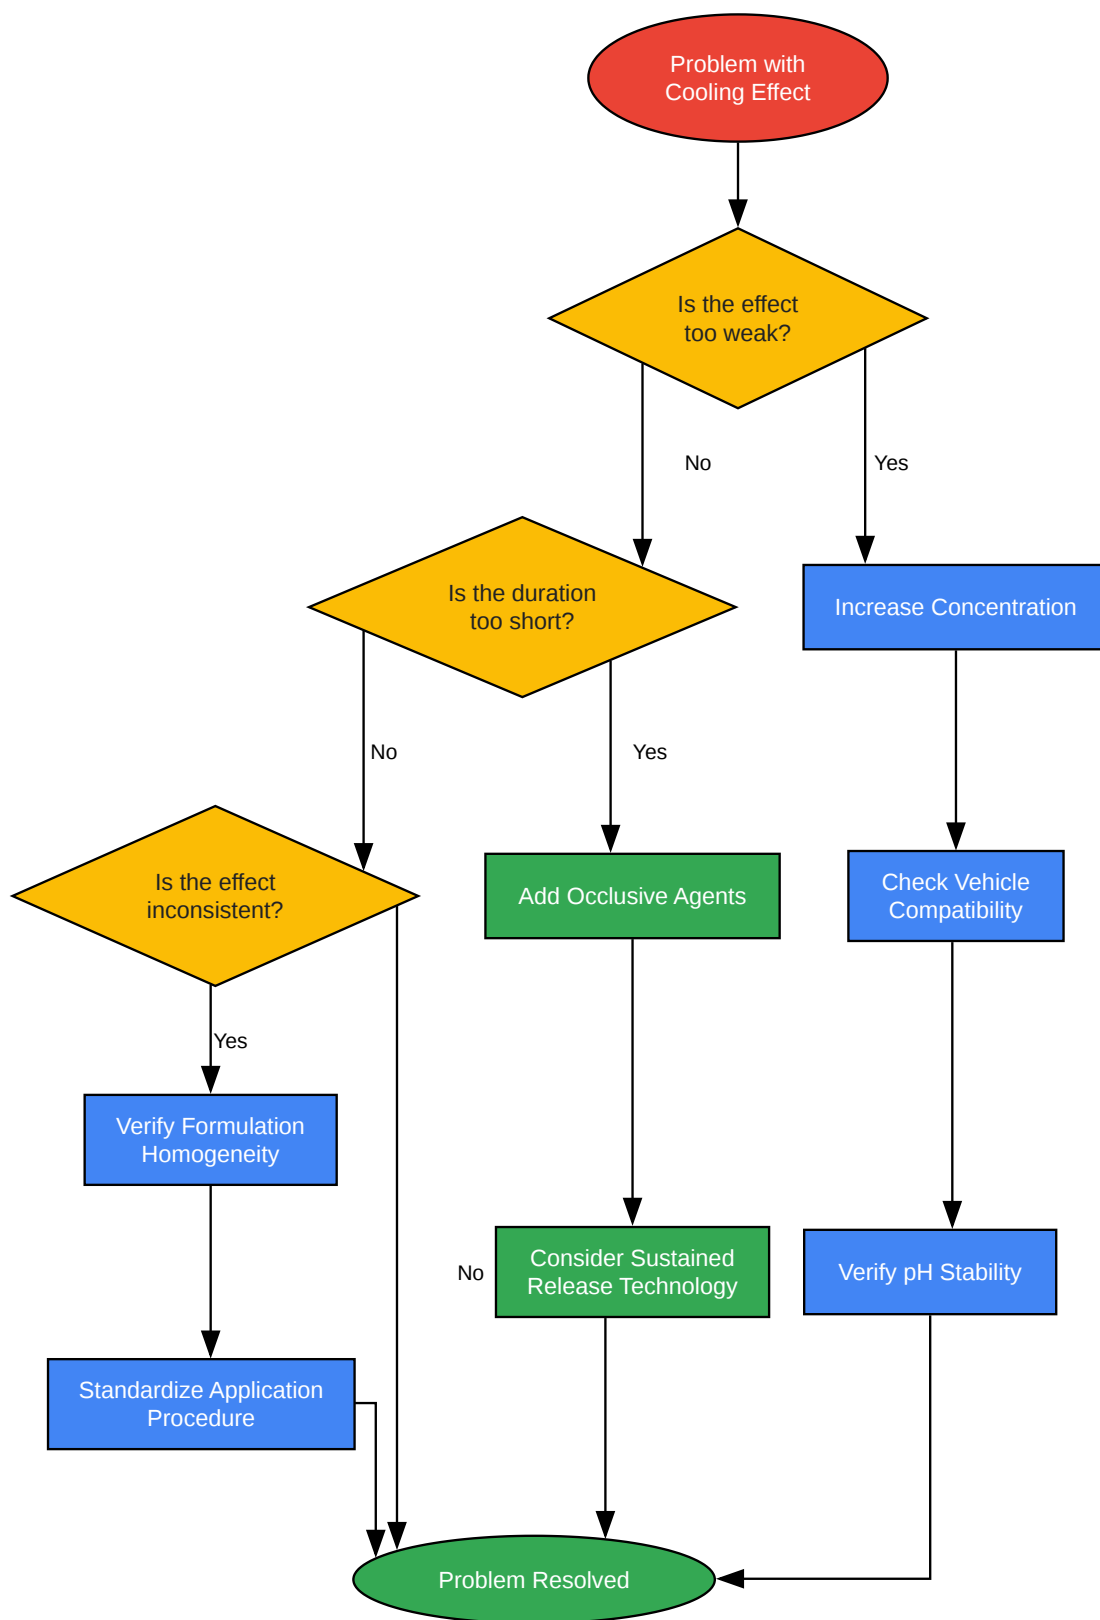 Problem with
Cooling Effect
Is the effect
too weak?
No
Yes
Is the duration
too short?
Increase Concentration
No
Yes
Is the effect
inconsistent?
Add Occlusive Agents
Check Vehicle
Compatibility
Yes
Verify Formulation
Homogeneity
No
Consider Sustained
Release Technology
Verify pH Stability
Standardize Application
Procedure
Problem Resolved